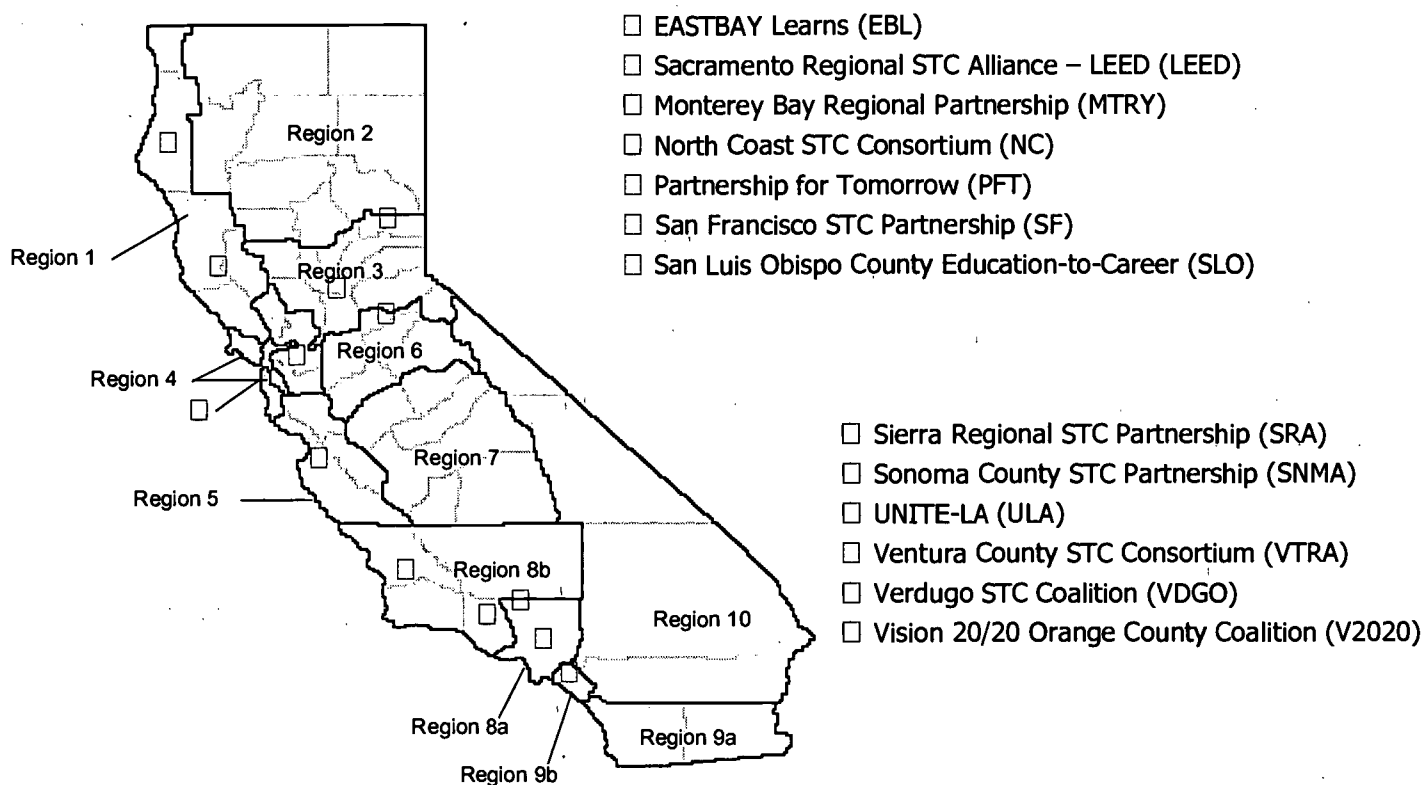 ☐ EASTBAY Learns (EBL)
☐ Sacramento Regional STC Alliance – LEED (LEED)
☐ Monterey Bay Regional Partnership (MTRY)
☐ North Coast STC Consortium (NC)
☐ Partnership for Tomorrow (PFT)
☐ San Francisco STC Partnership (SF)
☐ San Luis Obispo County Education-to-Career (SLO)
Region 2
Region 1
Region 3
Region 6
Region 4
Region 7
Region 5
☐ Sierra Regional STC Partnership (SRA)
☐ Sonoma County STC Partnership (SNMA)
☐ UNITE-LA (ULA)
☐ Ventura County STC Consortium (VTRA)
☐ Verdugo STC Coalition (VDGO)
☐ Vision 20/20 Orange County Coalition (V2020)
Region 8b
Region 10
Region 8a
Region 9a
Region 9b